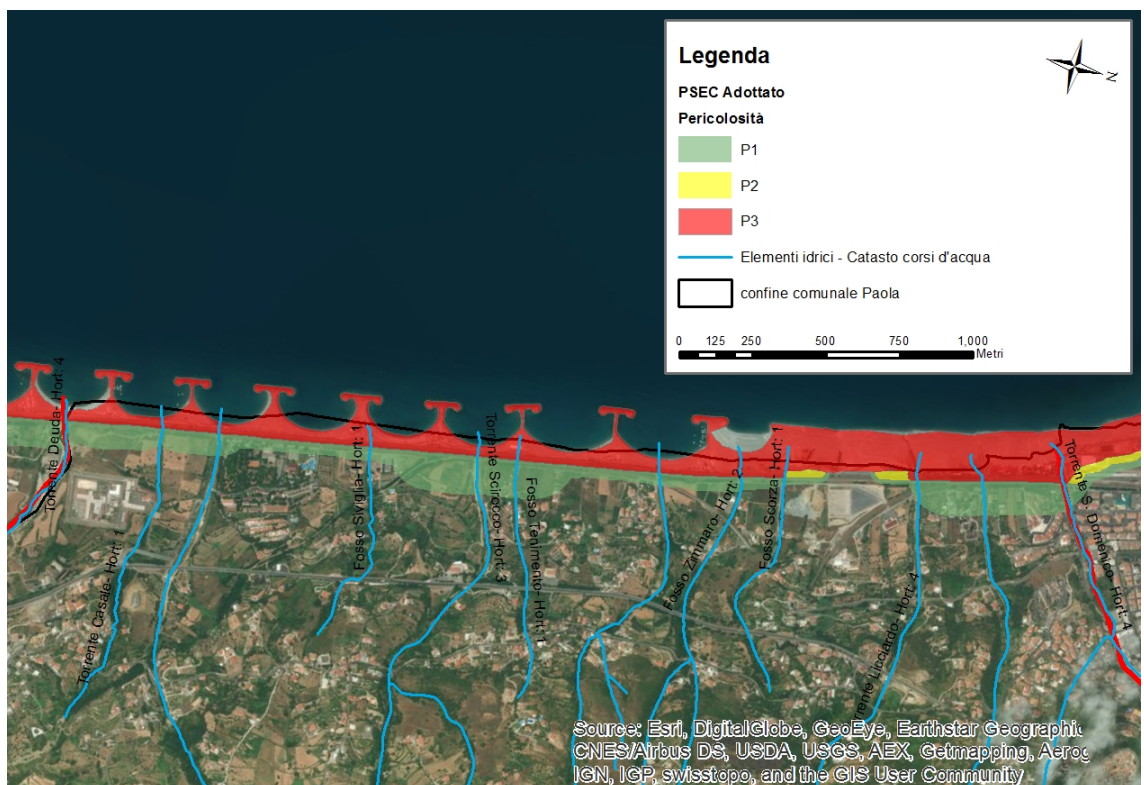 Legenda
N
PSEC Adottato
Pericolosità
P1
P2
P3
Elementi idrici - Catasto corsi d'acqua
confine comunale Paola
0 125 250 500 750 1,000
Metri
Torrente Deuda- Hort: 4
Torrente Casale- Hort: 1
Fosso Siviglia- Hort: 1
Torrente Scirocco- Hort: 3
Fosso Tenimento- Hort: 1
Fosso Zimmaro- Hort: 2
Fosso Scorza- Hort: 1
rrente Licciardo- Hort: 4
Torrente S. Domenico- Hort: 4
Source: Esri, DigitalGlobe, GeoEye, Earthstar Geographic
CNES/Airbus DS, USDA, USGS, AEX, Getmapping, Aerog
IGN, IGP, swisstopo, and the GIS User Community